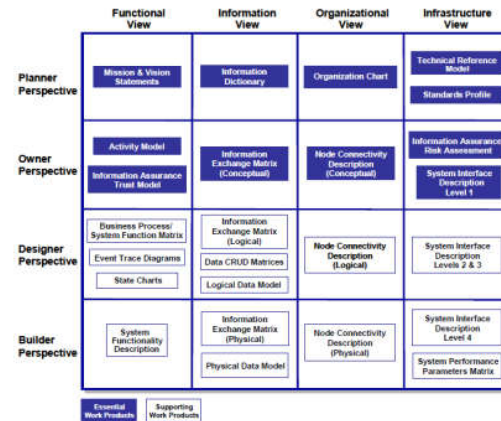 Functional
View
Information
View
Organizational
View
Infrastructure
View
Planner
Perspective
Mission & Vision
Statements
Information
Dictionary
Organization Chart
Technical Reference
Model
Standards Profile
Owner
Perspective
Activity Model
Information Assurance
Trust Model
Information
Exchange Matrix
(Conceptual)
Node Connectivity
Description
(Conceptual)
Information Assurance
Risk Assessment
System Interface
Description
Level 1
Designer
Perspective
Business Process/
System Function Matrix
Event Trace Diagrams
State Charts
Information
Exchange Matrix
(Logical)
Data CRUD Matrices
Logical Data Model
Node Connectivity
Description
(Logical)
System Interface
Description
Levels 2 & 3
Builder
Perspective
System
Functionality
Description
Information
Exchange Matrix
(Physical)
Physical Data Model
Node Connectivity
Description
(Physical)
System Interface
Description
Level 4
System Performance
Parameters Matrix
Essential
Work Products
Supporting
Work Products